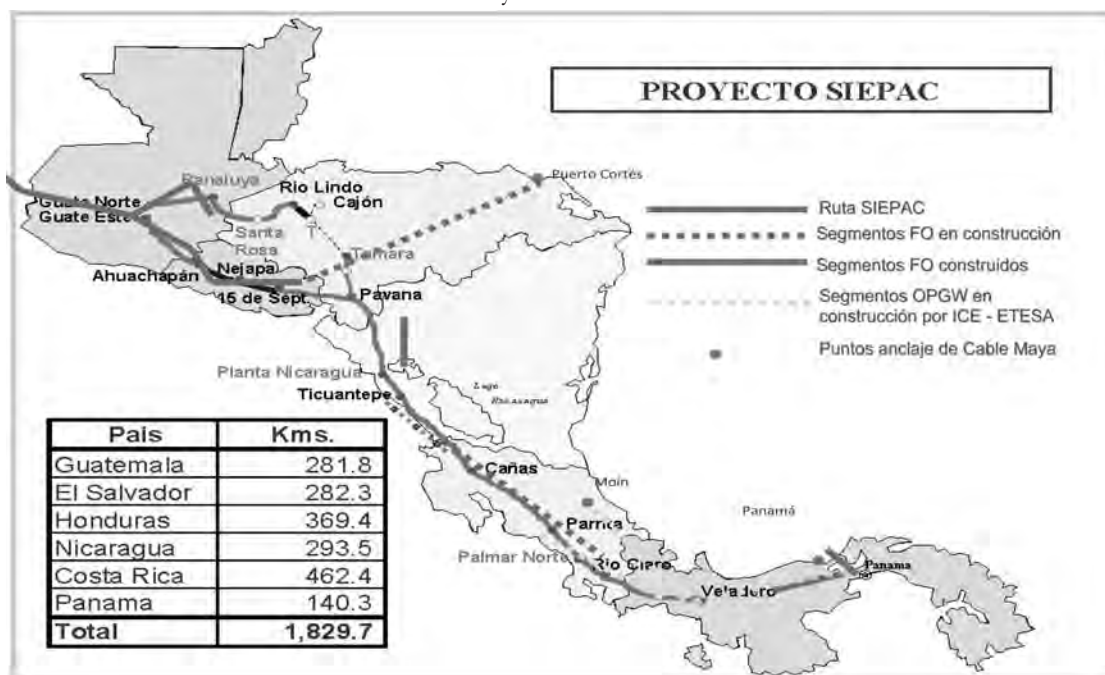 PROYECTO SIEPAC
Panaluya
Puerto Cortés
Rio Lindo
Cajón
Guate Norte
Guate Este
Santa
Rosa
T
Tamara
Ruta SIEPAC
Segmentos FO en construcción
Segmentos FO construidos
Segmentos OPGW en
construcción por ICE - ETESA
Puntos anclaje de Cable Maya
Ahuachapán
Nejapa
15 de Sept.
Pavana
Planta Nicaragua
Ticuantepe
Lago
Cañas
Moin
Parrita
Panamá
Palmar Norte
Rio Claro
Veladero
Panama
Pais Kms.
Guatemala 281.8
El Salvador 282.3
Honduras 369.4
Nicaragua 293.5
Costa Rica 462.4
Panama 140.3
Total 1,829.7